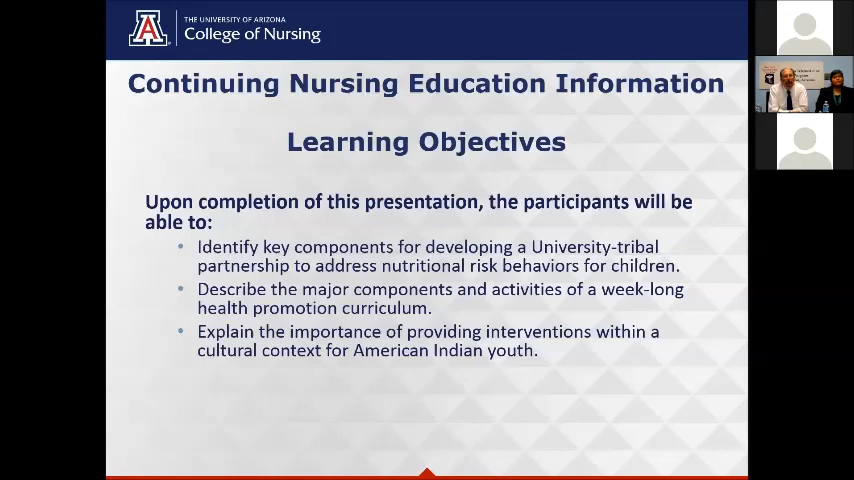 THE UNIVERSITY OF ARIZONA
College of Nursing
Continuing Nursing Education Information
Learning Objectives
Upon completion of this presentation, the participants will be
able to:
• Identify key components for developing a University-tribal
partnership to address nutritional risk behaviors for children.
• Describe the major components and activities of a week-long
health promotion curriculum.
• Explain the importance of providing interventions within a
cultural context for American Indian youth.